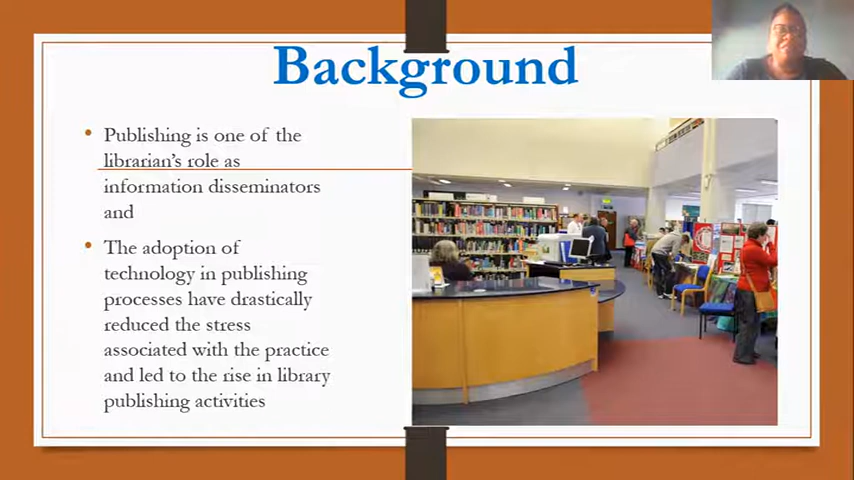 Background
Publishing is one of the
librarian's role as
information disseminators
and
The adoption of
technology in publishing
processes have drastically
reduced the stress
associated with the practice
and led to the rise in library
publishing activities